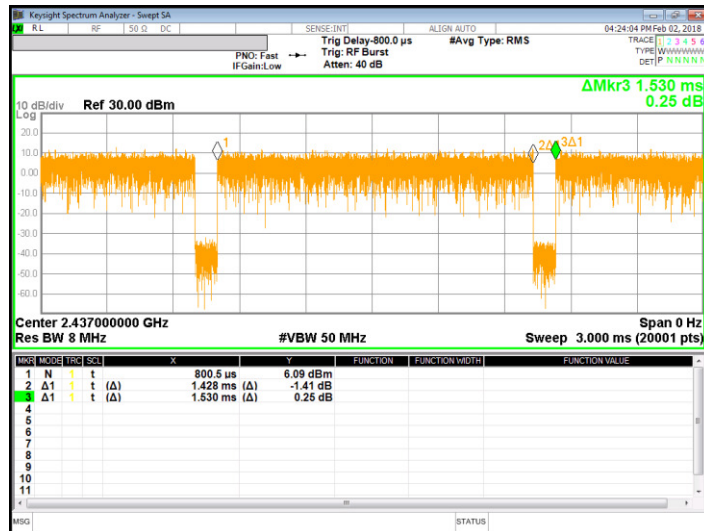 Keysight Spectrum Analyzer - Swept SA
RL RF 50 Ω DC SENSE:INT ALIGN AUTO 04:24:04 PM Feb 02, 2018
Trig Delay-800.0 µs #Avg Type: RMS TRACE 1 2 3 4 5 6
PNO: Fast Trig: RF Burst TYPE WWWWWW
IFGain:Low Atten: 40 dB DET P N N N N N
ΔMkr3 1.530 ms
0.25 dB
10 dB/div Ref 30.00 dBm
Log
20.0
10.0
0.00
-10.0
-20.0
-30.0
-40.0
-50.0
-60.0
1
2Δ1
3Δ1
Center 2.437000000 GHz Span 0 Hz
Res BW 8 MHz #VBW 50 MHz Sweep 3.000 ms (20001 pts)
MKR MODE TRC SCL X Y FUNCTION FUNCTION WIDTH FUNCTION VALUE
1 N 1 t 800.5 µs 6.09 dBm
2 Δ1 1 t (Δ) 1.428 ms (Δ) -1.41 dB
3 Δ1 1 t (Δ) 1.530 ms (Δ) 0.25 dB
4
5
6
7
8
9
10
11
MSG STATUS